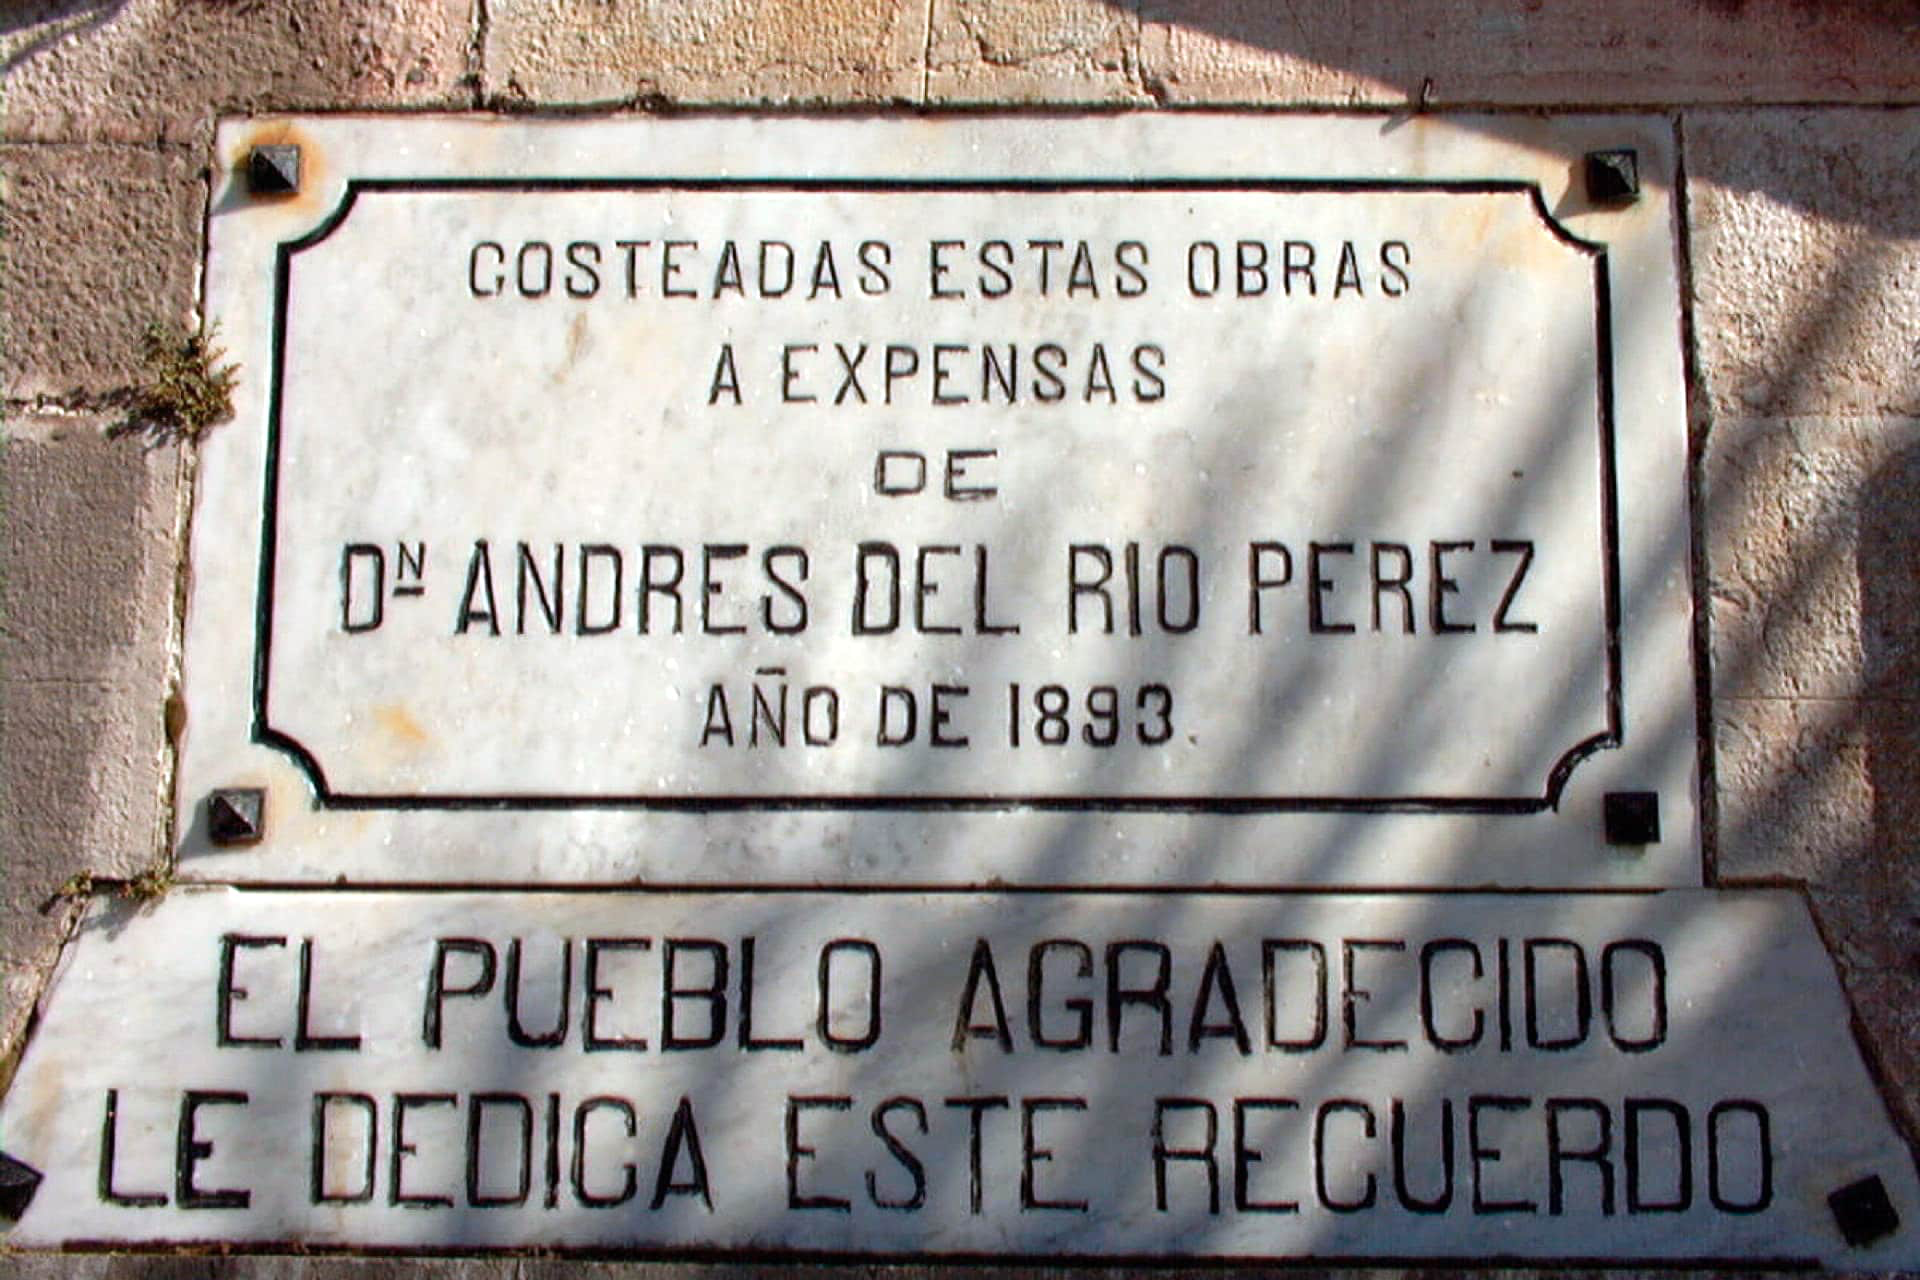 COSTEADAS ESTAS OBRAS
A EXPENSAS
DE
Dᴺ ANDRES DEL RIO PEREZ
AÑO DE 1893.
EL PUEBLO AGRADECIDO
LE DEDICA ESTE RECUERDO